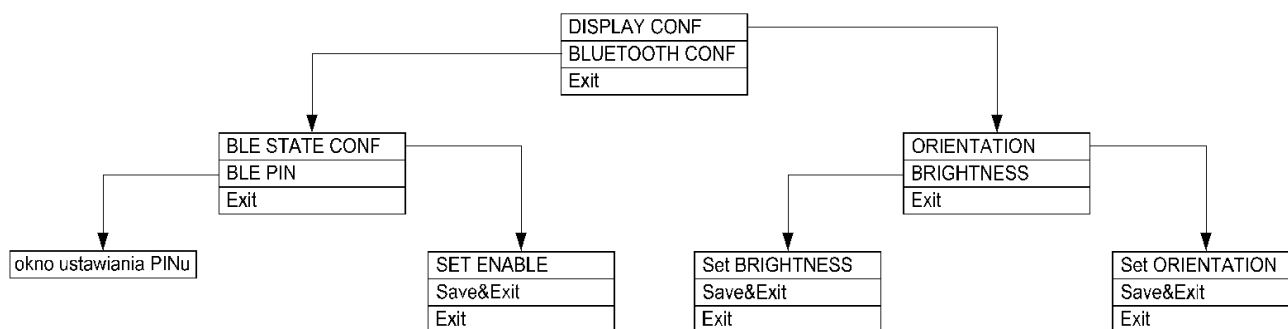 DISPLAY CONF
BLUETOOTH CONF
Exit
BLE STATE CONF
BLE PIN
Exit
ORIENTATION
BRIGHTNESS
Exit
okno ustawiania PINu
SET ENABLE
Save&Exit
Exit
Set BRIGHTNESS
Save&Exit
Exit
Set ORIENTATION
Save&Exit
Exit